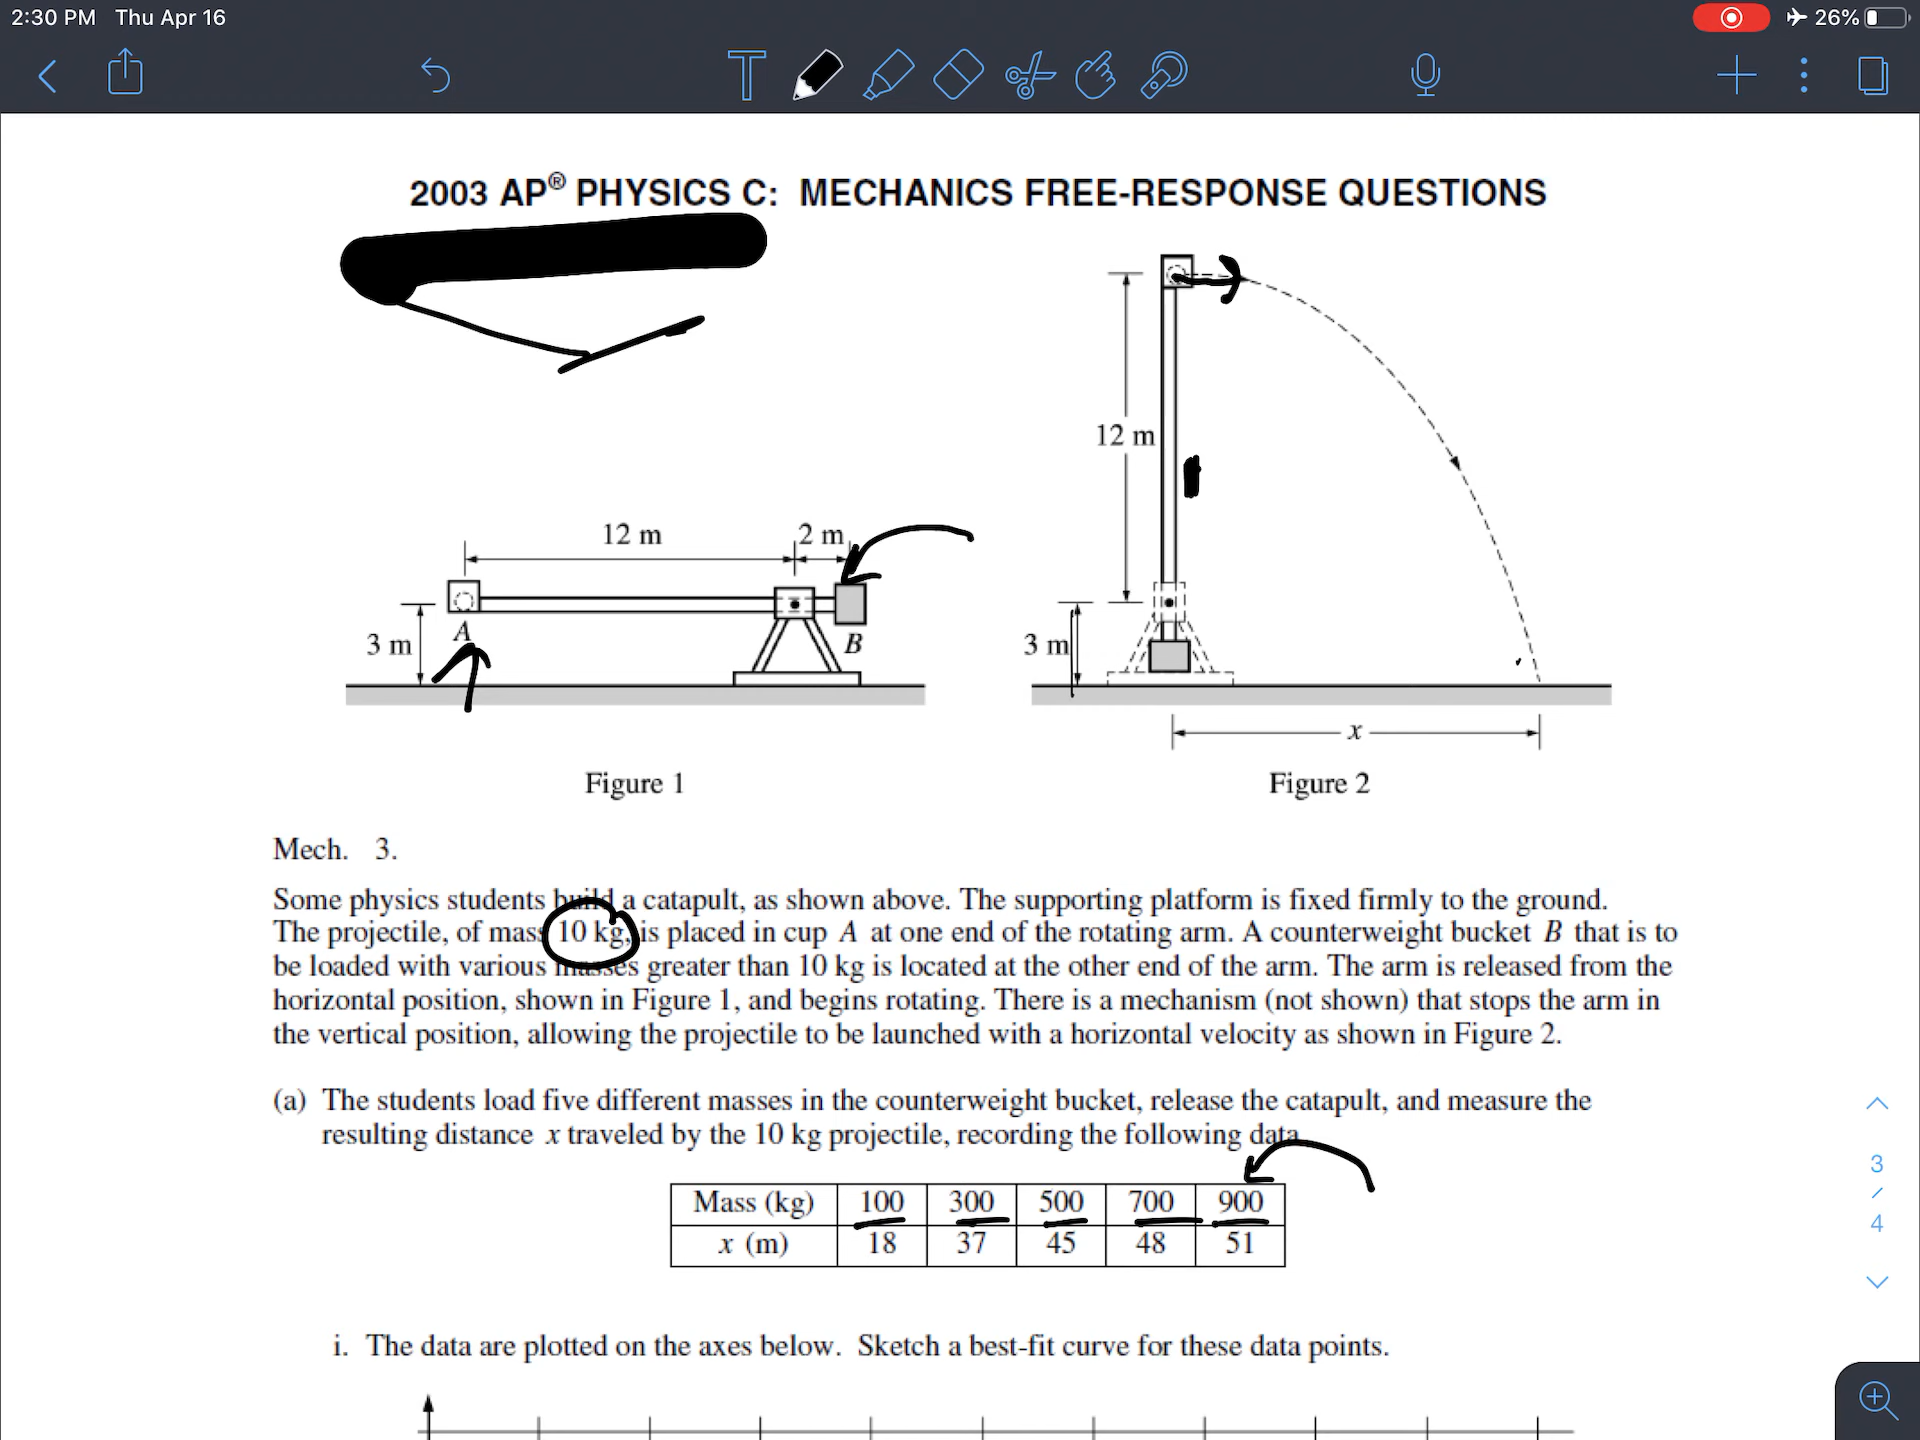 2:30 PM Thu Apr 16
26%
T
2003 AP® PHYSICS C: MECHANICS FREE-RESPONSE QUESTIONS
12 m
12 m
2 m
3 m
A
B
3 m
x
Figure 1
Figure 2
Mech. 3.
Some physics students build a catapult, as shown above. The supporting platform is fixed firmly to the ground.
The projectile, of mass 10 kg, is placed in cup A at one end of the rotating arm. A counterweight bucket B that is to
be loaded with various masses greater than 10 kg is located at the other end of the arm. The arm is released from the
horizontal position, shown in Figure 1, and begins rotating. There is a mechanism (not shown) that stops the arm in
the vertical position, allowing the projectile to be launched with a horizontal velocity as shown in Figure 2.
(a) The students load five different masses in the counterweight bucket, release the catapult, and measure the
resulting distance x traveled by the 10 kg projectile, recording the following data
Mass (kg) 100 300 500 700 900
x (m) 18 37 45 48 51
3
/
4
i. The data are plotted on the axes below. Sketch a best-fit curve for these data points.